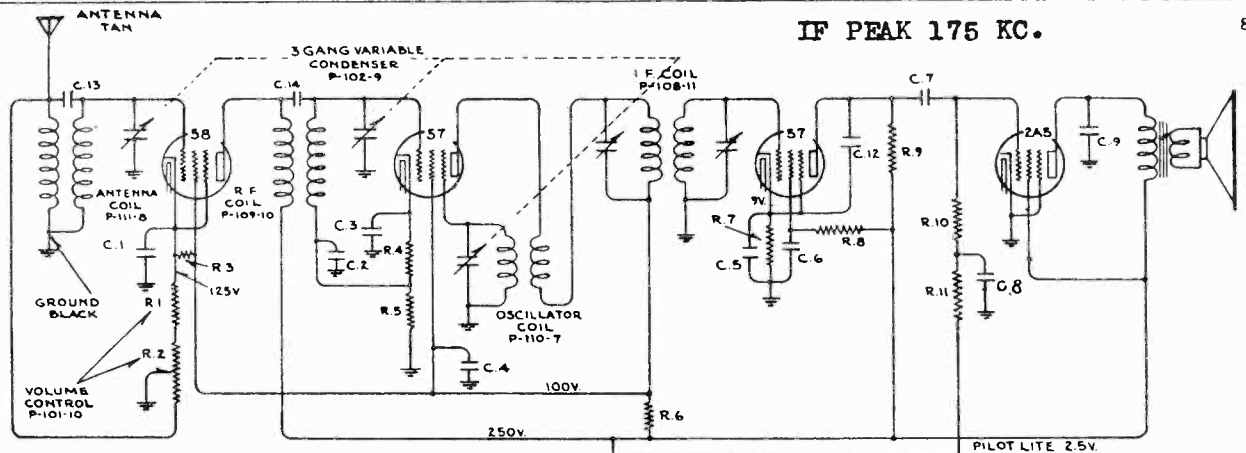 ANTENNA
TAN
IF PEAK 175 KC.
3 GANG VARIABLE
CONDENSER
P-102-9
I F. COIL
P-108-11
C.13
C.14
C.7
58
57
57
2A5
C.12
R.9
C.9
ANTENNA
COIL
P-111-8
R F
COIL
P-109-10
9V.
R.7
R.8
R.10
C.1
C.3
C.2
R.4
C.5
C.6
R3
125V
R.11
C.8
GROUND
BLACK
R1
R.5
OSCILLATOR
COIL
P-110-7
R.2
C.4
VOLUME
CONTROL
P-101-10
100V.
R.6
250V.
PILOT LITE 2.5V.